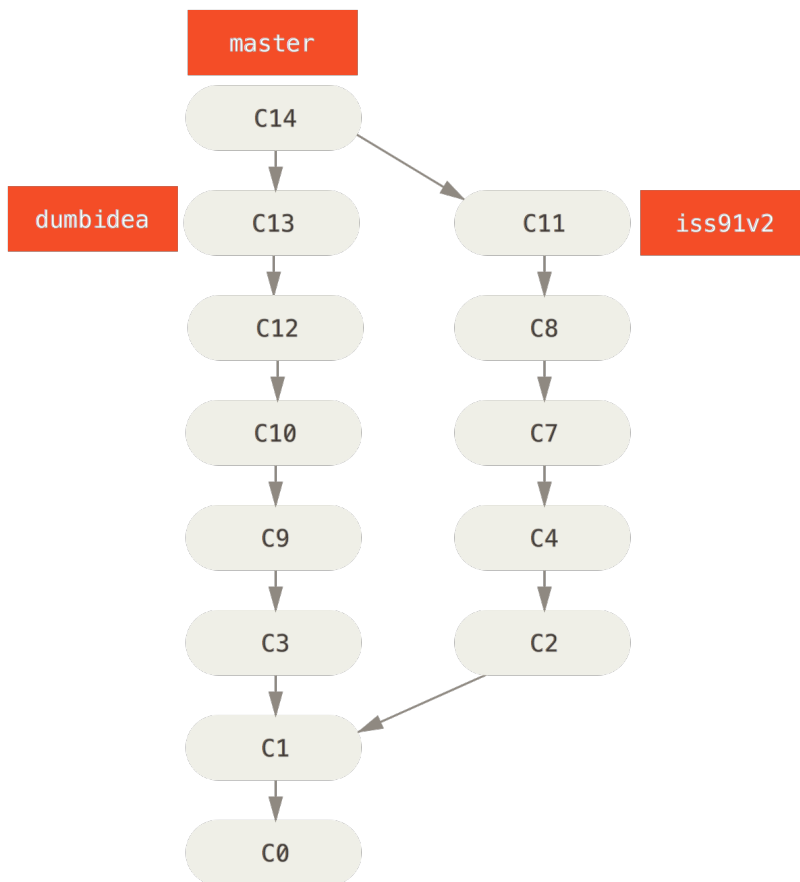 master
C14
dumbidea C13 C11 iss91v2
C12 C8
C10 C7
C9 C4
C3 C2
C1
C0